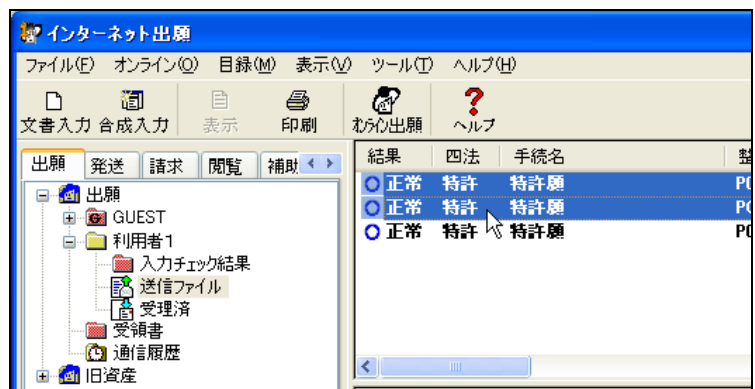 インターネット出願
ファイル(F) オンライン(O) 目録(M) 表示(V) ツール(T) ヘルプ(H)
文書入力 合成入力 表示 印刷 オンライン出願 ヘルプ
出願 発送 請求 閲覧 補助
結果 四法 手続名 整
正常 特許 特許願 P0
正常 特許 特許願 P0
正常 特許 特許願 P0
出願
GUEST
利用者1
入力チェック結果
送信ファイル
受理済
受領書
通信履歴
旧資産